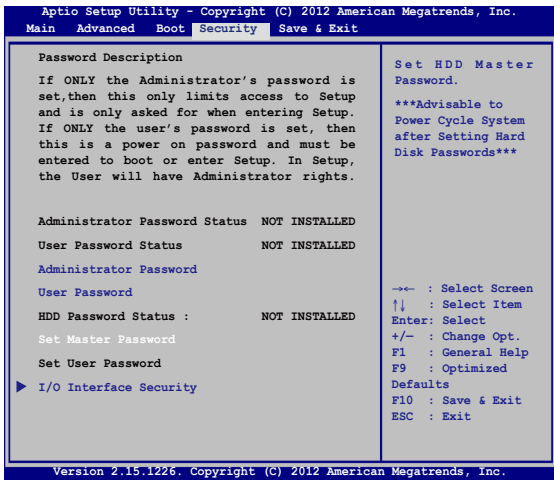 Aptio Setup Utility - Copyright (C) 2012 American Megatrends, Inc.
Main Advanced Boot Security Save & Exit
Password Description
If ONLY the Administrator's password is
set,then this only limits access to Setup
and is only asked for when entering Setup.
If ONLY the user's password is set, then
this is a power on password and must be
entered to boot or enter Setup. In Setup,
the User will have Administrator rights.
Administrator Password Status NOT INSTALLED
User Password Status NOT INSTALLED
Administrator Password
User Password
HDD Password Status : NOT INSTALLED
Set Master Password
Set User Password
I/O Interface Security
Set HDD Master
Password.
***Advisable to
Power Cycle System
after Setting Hard
Disk Passwords***
→← : Select Screen
↑↓ : Select Item
Enter: Select
+/— : Change Opt.
F1 : General Help
F9 : Optimized
Defaults
F10 : Save & Exit
ESC : Exit
Version 2.15.1226. Copyright (C) 2012 American Megatrends, Inc.